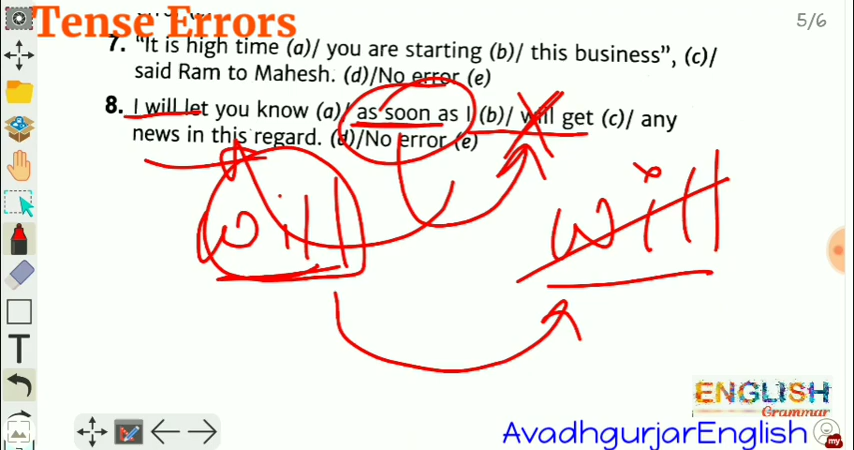 Tense Errors
5/6
7. "It is high time (a)/ you are starting (b)/ this business", (c)/
said Ram to Mahesh. (d)/No error (e)
8. I will let you know (a)/ as soon as I (b)/ will get (c)/ any
news in this regard. (d)/No error (e)
will
will
T
ENGLISH
Grammar
AvadhgurjarEnglish
my